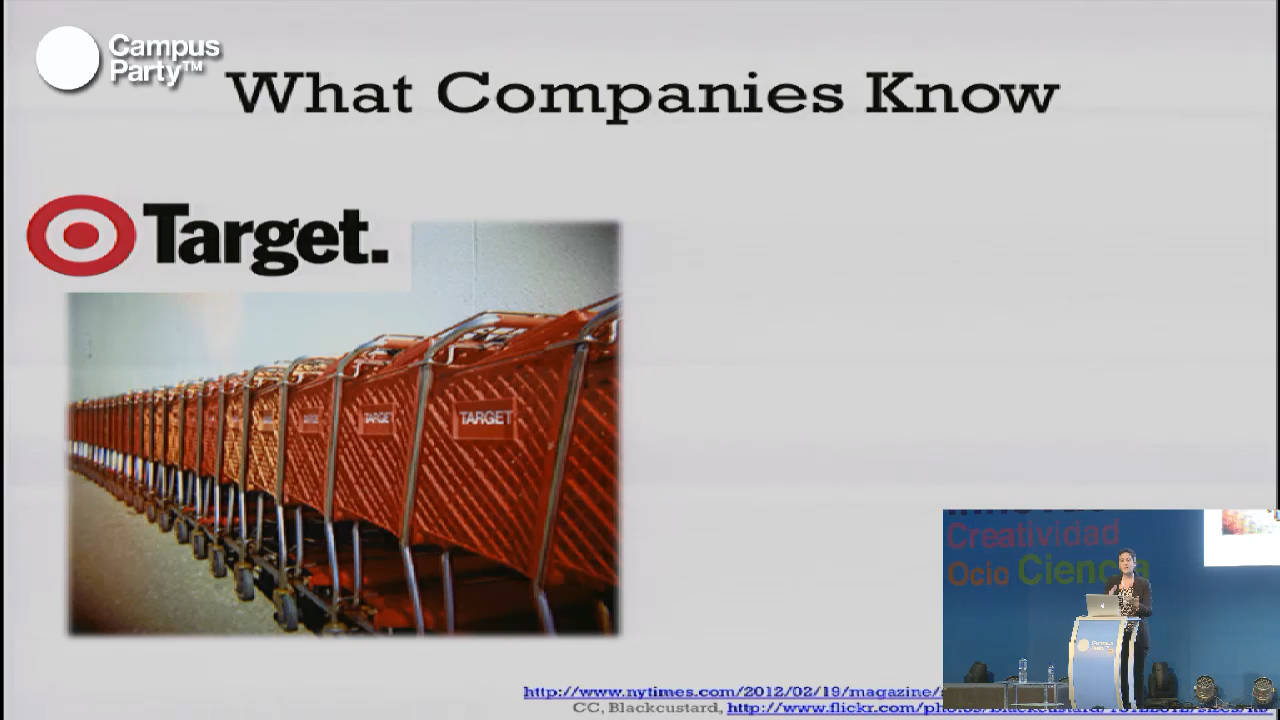 Campus
Party™
What Companies Know
Target.
TARGET
TARGET
Creatividad
Ocio Ciencia
http://www.nytimes.com/2012/02/19/magazine/
CC, Blackcustard, http://www.flickr.com/photos/blackcustard/